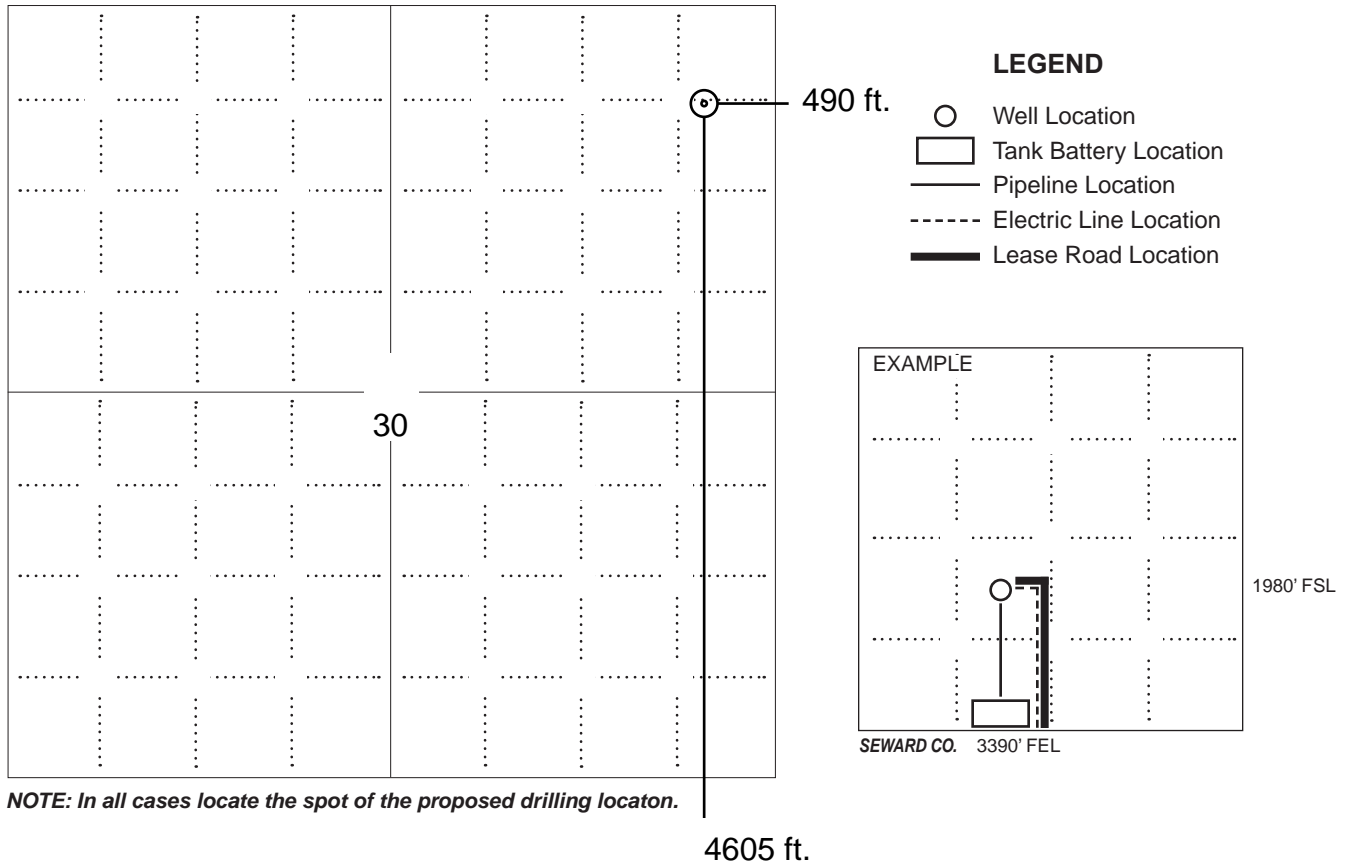 490 ft.
LEGEND
Well Location
Tank Battery Location
Pipeline Location
Electric Line Location
Lease Road Location
EXAMPLE
30
1980' FSL
SEWARD CO. 3390' FEL
NOTE: In all cases locate the spot of the proposed drilling locaton.
4605 ft.